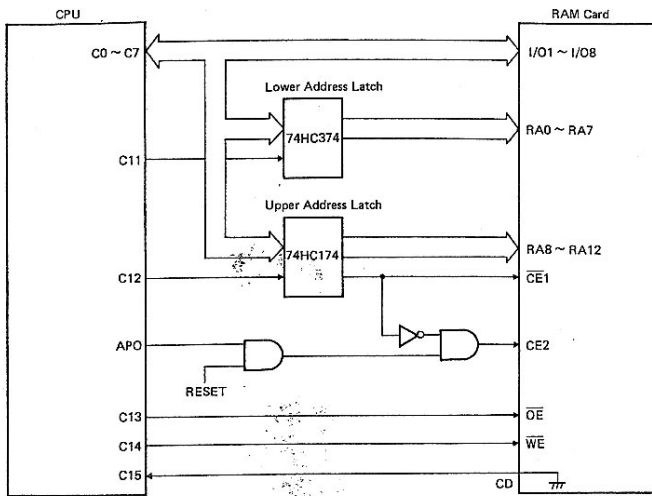 CPU
RAM Card
C0 ~ C7
I/O1 ~ I/O8
Lower Address Latch
74HC374
RA0 ~ RA7
C11
Upper Address Latch
74HC174
RA8 ~ RA12
C12
CE1
APO
CE2
RESET
C13
OE
C14
WE
C15
CD